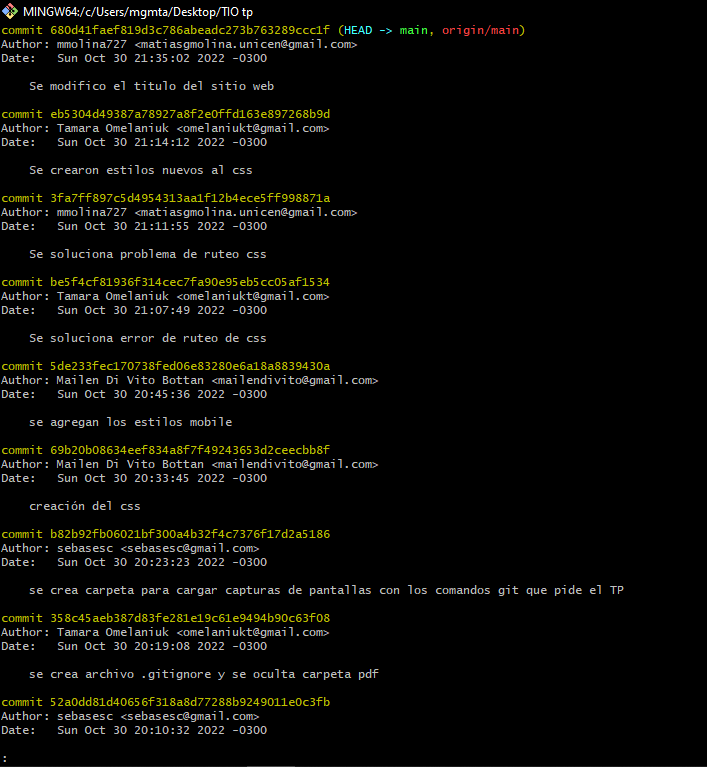 MINGW64:/c/Users/mgmta/Desktop/TIO tp
commit 680d41faef819d3c786abeadc273b763289ccc1f (HEAD -> main, origin/main)
Author: mmolina727 <matiasgmolina.unicen@gmail.com>
Date:   Sun Oct 30 21:35:02 2022 -0300
Se modifico el titulo del sitio web
commit eb5304d49387a78927a8f2e0ffd163e897268b9d
Author: Tamara Omelaniuk <omelaniukt@gmail.com>
Date:   Sun Oct 30 21:14:12 2022 -0300
Se crearon estilos nuevos al css
commit 3fa7ff897c5d4954313aa1f12b4ece5ff998871a
Author: mmolina727 <matiasgmolina.unicen@gmail.com>
Date:   Sun Oct 30 21:11:55 2022 -0300
Se soluciona problema de ruteo css
commit be5f4cf81936f314cec7fa90e95eb5cc05af1534
Author: Tamara Omelaniuk <omelaniukt@gmail.com>
Date:   Sun Oct 30 21:07:49 2022 -0300
Se soluciona error de ruteo de css
commit 5de233fec170738fed06e83280e6a18a8839430a
Author: Mailen Di Vito Bottan <mailendivito@gmail.com>
Date:   Sun Oct 30 20:45:36 2022 -0300
se agregan los estilos mobile
commit 69b20b08634eef834a8f7f49243653d2ceecbb8f
Author: Mailen Di Vito Bottan <mailendivito@gmail.com>
Date:   Sun Oct 30 20:33:45 2022 -0300
creación del css
commit b82b92fb06021bf300a4b32f4c7376f17d2a5186
Author: sebasesc <sebasesc@gmail.com>
Date:   Sun Oct 30 20:23:23 2022 -0300
se crea carpeta para cargar capturas de pantallas con los comandos git que pide el TP
commit 358c45aeb387d83fe281e19c61e9494b90c63f08
Author: Tamara Omelaniuk <omelaniukt@gmail.com>
Date:   Sun Oct 30 20:19:08 2022 -0300
se crea archivo .gitignore y se oculta carpeta pdf
commit 52a0dd81d40656f318a8d77288b9249011e0c3fb
Author: sebasesc <sebasesc@gmail.com>
Date:   Sun Oct 30 20:10:32 2022 -0300
: